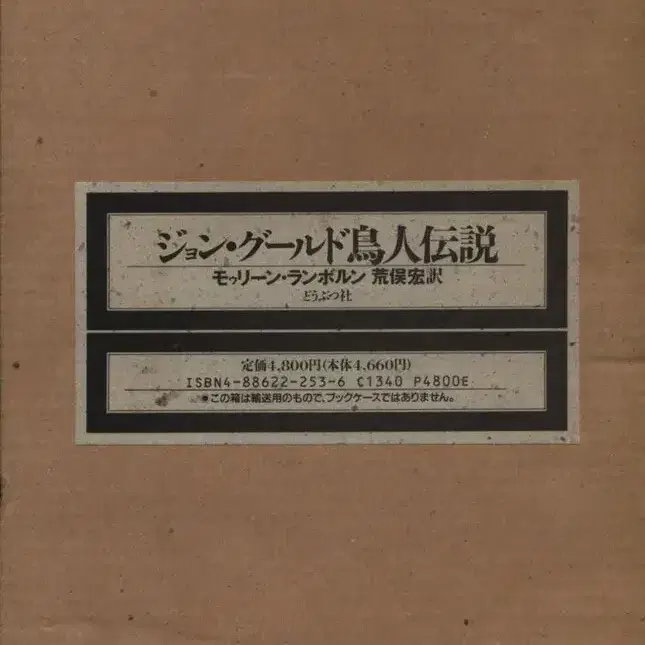 ジョン・グールド鳥人伝説
モゥリーン・ランボルン 荒俣宏訳
どうぶつ社
定価4,800円(本体4,660円)
ISBN4-88622-253-6 C1340 P4800E
●この箱は輸送用のもので、ブックケースではありません。